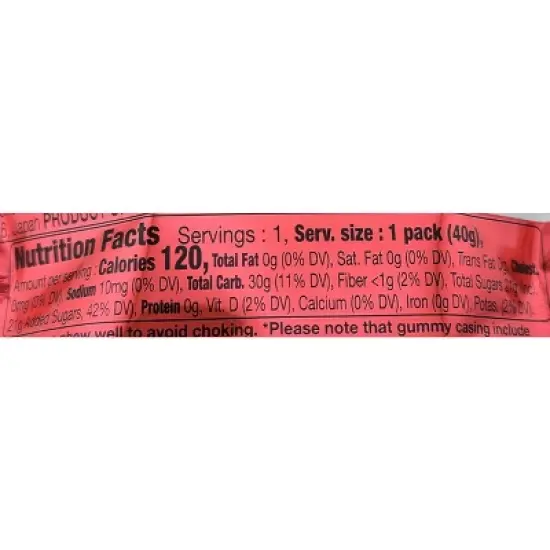 Japan PRODUCT
Nutrition Facts Servings : 1, Serv. size : 1 pack (40g),
Amount per serving : Calories 120, Total Fat 0g (0% DV), Sat. Fat 0g (0% DV), Trans Fat 0g, Cholest.
0mg (0% DV), Sodium 10mg (0% DV), Total Carb. 30g (11% DV), Fiber <1g (2% DV), Total Sugars
Added Sugars, 42% DV), Protein 0g, Vit. D (2% DV), Calcium (0% DV), Iron (0g DV), Potas. (2% DV).
well to avoid choking. *Please note that gummy casing include